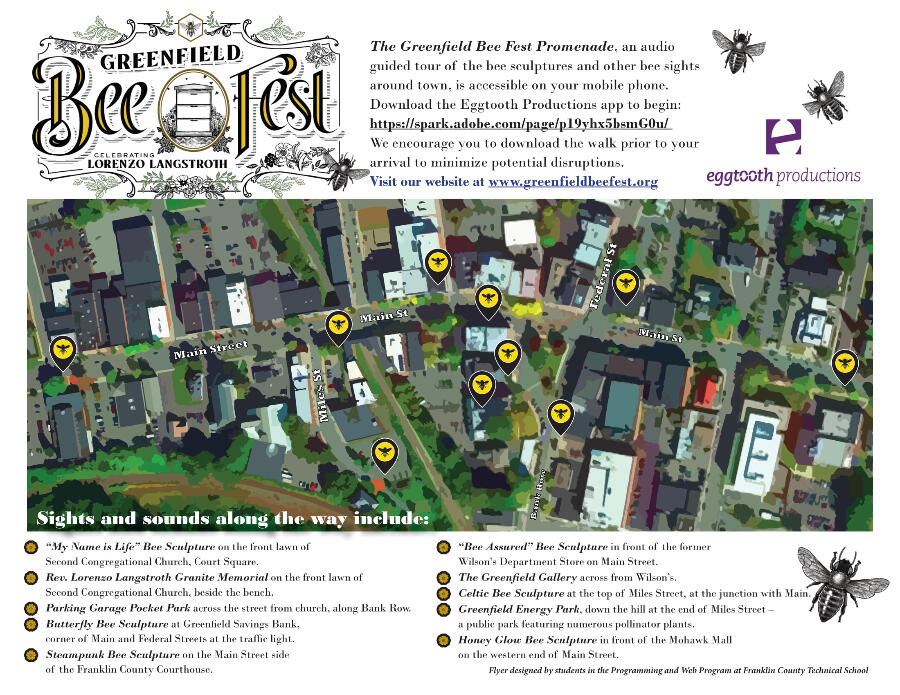 GREENFIELD
Bee Fest
CELEBRATING
LORENZO LANGSTROTH
The Greenfield Bee Fest Promenade, an audio
guided tour of the bee sculptures and other bee sights
around town, is accessible on your mobile phone.
Download the Eggtooth Productions app to begin:
https://spark.adobe.com/page/p19yhx5bsmG0u/
We encourage you to download the walk prior to your
arrival to minimize potential disruptions.
Visit our website at www.greenfieldbeefest.org
e
eggtooth productions
Federal St
Main St
Main St
Main Street
Miles St
Bank Row
Sights and sounds along the way include:
“My Name is Life” Bee Sculpture on the front lawn of
Second Congregational Church, Court Square.
Rev. Lorenzo Langstroth Granite Memorial on the front lawn of
Second Congregational Church, beside the bench.
Parking Garage Pocket Park across the street from church, along Bank Row.
Butterfly Bee Sculpture at Greenfield Savings Bank,
corner of Main and Federal Streets at the traffic light.
Steampunk Bee Sculpture on the Main Street side
of the Franklin County Courthouse.
“Bee Assured” Bee Sculpture in front of the former
Wilson’s Department Store on Main Street.
The Greenfield Gallery across from Wilson’s.
Celtic Bee Sculpture at the top of Miles Street, at the junction with Main.
Greenfield Energy Park, down the hill at the end of Miles Street –
a public park featuring numerous pollinator plants.
Honey Glow Bee Sculpture in front of the Mohawk Mall
on the western end of Main Street.
Flyer designed by students in the Programming and Web Program at Franklin County Technical School